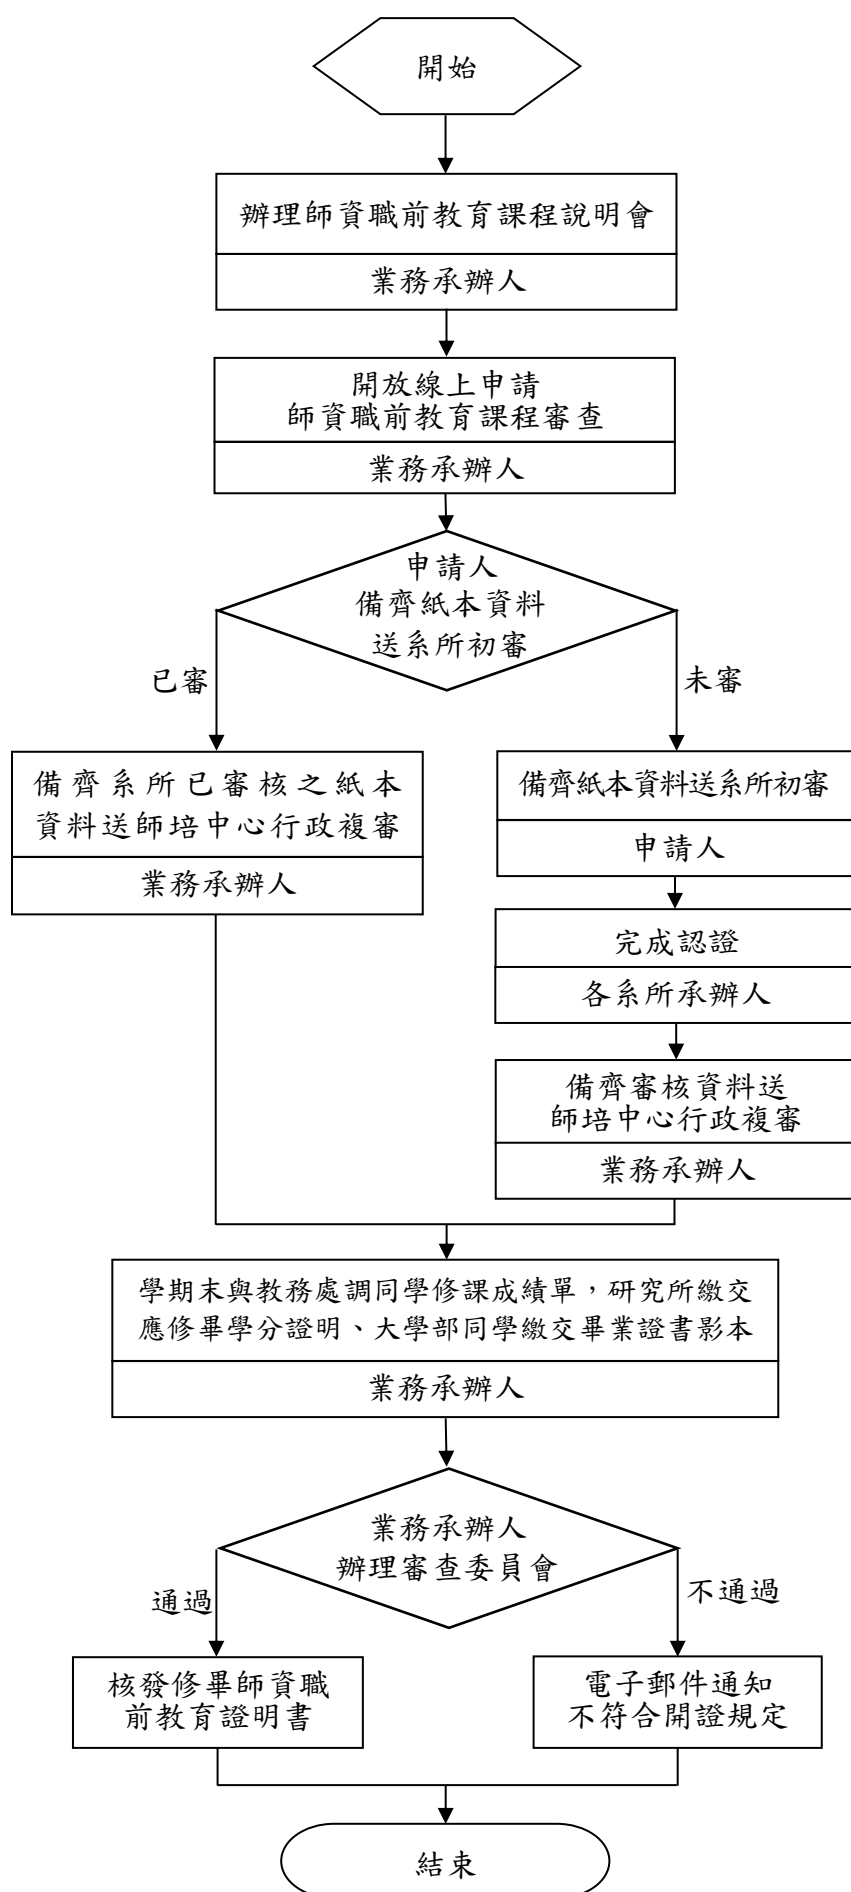 開始
辦理師資職前教育課程說明會
業務承辦人
開放線上申請
師資職前教育課程審查
業務承辦人
申請人
備齊紙本資料
送系所初審
已審
未審
備齊系所已審核之紙本
資料送師培中心行政複審
業務承辦人
備齊紙本資料送系所初審
申請人
完成認證
各系所承辦人
備齊審核資料送
師培中心行政複審
業務承辦人
學期末與教務處調同學修課成績單，研究所繳交
應修畢學分證明、大學部同學繳交畢業證書影本
業務承辦人
業務承辦人
辦理審查委員會
通過
不通過
核發修畢師資職
前教育證明書
電子郵件通知
不符合開證規定
結束